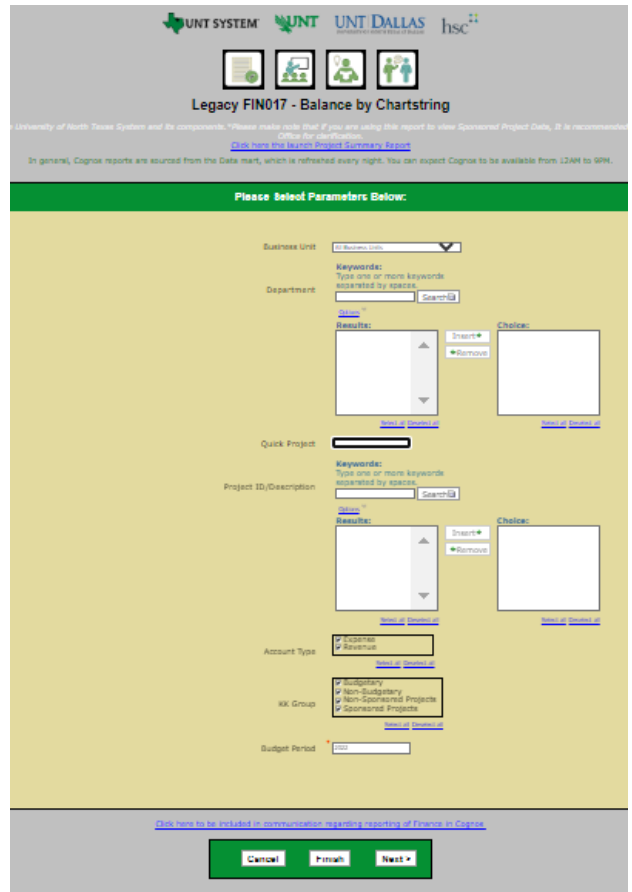 UNT SYSTEM UNT UNT DALLAS hsc
Legacy FIN017 - Balance by Chartstring
University of North Texas System and its components. *Please make note that if you are using this report to view Sponsored Project Data, It is recommended
Office for clarification.
Click here the launch Project Summary Report
In general, Cognos reports are sourced from the Data mart, which is refreshed every night. You can expect Cognos to be available from 12AM to 9PM.
Please Select Parameters Below:
Business Unit All Business Units
Keywords:
Type one or more keywords
separated by spaces.
Department Search
Options
Results: Choice:
Insert
Remove
Select all Deselect all Select all Deselect all
Quick Project
Keywords:
Type one or more keywords
separated by spaces.
Project ID/Description Search
Options
Results: Choice:
Insert
Remove
Select all Deselect all Select all Deselect all
Expense
Account Type Revenue
Select all Deselect all
Budgetary
Non-Budgetary
KK Group Non-Sponsored Projects
Sponsored Projects
Select all Deselect all
Budget Period * 2022
Click here to be included in communication regarding reporting of Finance in Cognos
Cancel Finish Next >